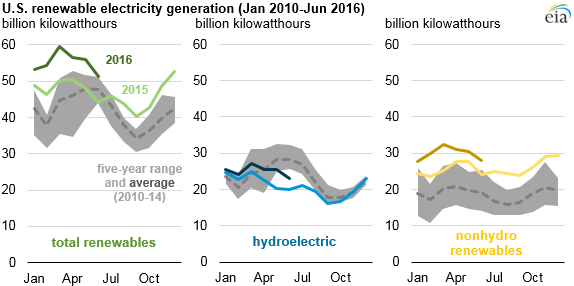 U.S. renewable electricity generation (Jan 2010-Jun 2016)
eia
billion kilowatthours
60
50
40
30
20
10
0
2016
2015
five-year range
and average
(2010-14)
total renewables
Jan Apr Jul Oct
billion kilowatthours
60
50
40
30
20
10
0
hydroelectric
Jan Apr Jul Oct
billion kilowatthours
60
50
40
30
20
10
0
nonhydro
renewables
Jan Apr Jul Oct